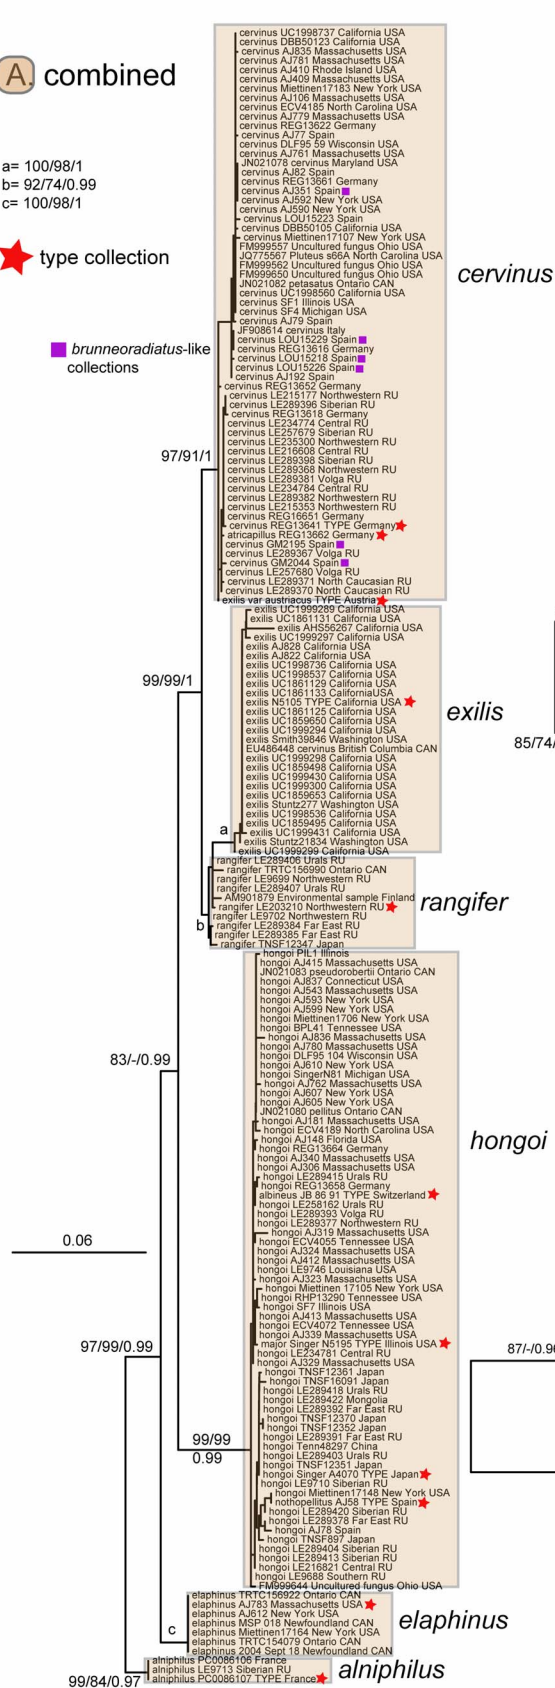 A. combined
a= 100/98/1
b= 92/74/0.99
c= 100/98/1
type collection
brunneoradiatus-like
collections
cervinus UC1998737 California USA
cervinus DBB50123 California USA
cervinus AJ835 Massachusetts USA
cervinus AJ781 Massachusetts USA
cervinus AJ410 Rhode Island USA
cervinus AJ409 Massachusetts USA
cervinus Miettinen17183 New York USA
cervinus AJ106 Massachusetts USA
cervinus ECV4185 North Carolina USA
cervinus AJ779 Massachusetts USA
cervinus REG13622 Germany
cervinus AJ77 Spain
cervinus DLF95 59 Wisconsin USA
cervinus AJ761 Massachusetts USA
JN021078 cervinus Maryland USA
cervinus AJ82 Spain
cervinus REG13661 Germany
cervinus AJ351 Spain
cervinus AJ592 New York USA
cervinus AJ590 New York USA
cervinus LOU15223 Spain
cervinus DBB50105 California USA
cervinus Miettinen17107 New York USA
FM999557 Uncultured fungus Ohio USA
JQ775567 Pluteus s66A North Carolina USA
FM999562 Uncultured fungus Ohio USA
FM999650 Uncultured fungus Ohio USA
JN021082 petasatus Ontario CAN
cervinus UC1998560 California USA
cervinus SF1 Illinois USA
cervinus SF4 Michigan USA
cervinus AJ79 Spain
JF908614 cervinus Italy
cervinus LOU15229 Spain
cervinus REG13616 Germany
cervinus LOU15218 Spain
cervinus LOU15226 Spain
cervinus AJ192 Spain
cervinus REG13652 Germany
cervinus LE215177 Northwestern RU
cervinus LE289396 Siberian RU
cervinus REG13618 Germany
cervinus LE234774 Central RU
cervinus LE257679 Siberian RU
cervinus LE235300 Northwestern RU
cervinus LE216608 Central RU
cervinus LE289398 Siberian RU
cervinus LE289368 Northwestern RU
cervinus LE289381 Volga RU
cervinus LE234784 Central RU
cervinus LE289382 Northwestern RU
cervinus LE215353 Northwestern RU
cervinus REG16651 Germany
cervinus REG13641 TYPE Germany
atricapillus REG13662 Germany
cervinus GM2195 Spain
cervinus LE289367 Volga RU
cervinus GM2044 Spain
cervinus LE257680 Volga RU
cervinus LE289371 North Caucasian RU
cervinus LE289370 North Caucasian RU
exilis var austriacus TYPE Austria
cervinus
97/91/1
exilis UC1999289 California USA
exilis UC1861131 California USA
exilis AHS56267 California USA
exilis UC1999297 California USA
exilis AJ828 California USA
exilis AJ822 California USA
exilis UC1998736 California USA
exilis UC1998537 California USA
exilis UC1861129 California USA
exilis UC1861133 CaliforniaUSA
exilis N5105 TYPE California USA
exilis UC1861125 California USA
exilis UC1859650 California USA
exilis UC1999294 California USA
exilis Smith39846 Washington USA
EU486448 cervinus British Columbia CAN
exilis UC1999298 California USA
exilis UC1859498 California USA
exilis UC1999430 California USA
exilis UC1999300 California USA
exilis UC1859653 California USA
exilis Stuntz277 Washington USA
exilis UC1998536 California USA
exilis UC1859495 California USA
exilis UC1999431 California USA
exilis Stuntz21834 Washington USA
exilis UC1999299 California USA
exilis
99/99/1
85/74/
a
rangifer LE289406 Urals RU
rangifer TRTC156990 Ontario CAN
rangifer LE9699 Northwestern RU
rangifer LE289407 Urals RU
AM901879 Environmental sample Finland
rangifer LE203210 Northwestern RU
rangifer LE9702 Northwestern RU
rangifer LE289384 Far East RU
rangifer LE289385 Far East RU
rangifer TNSF12347 Japan
rangifer
b
hongoi PIL1 Illinois
hongoi AJ415 Massachusetts USA
JN021083 pseudorobertii Ontario CAN
hongoi AJ837 Connecticut USA
hongoi AJ543 Massachusetts USA
hongoi AJ593 New York USA
hongoi AJ599 New York USA
hongoi Miettinen1706 New York USA
hongoi BPL41 Tennessee USA
hongoi AJ836 Massachusetts USA
hongoi AJ780 Massachusetts USA
hongoi DLF95 104 Wisconsin USA
hongoi AJ610 New York USA
hongoi SingerN81 Michigan USA
hongoi AJ762 Massachusetts USA
hongoi AJ607 New York USA
hongoi AJ605 New York USA
JN021080 pellitus Ontario CAN
hongoi AJ181 Massachusetts USA
hongoi ECV4189 North Carolina USA
hongoi AJ148 Florida USA
hongoi REG13664 Germany
hongoi AJ340 Massachusetts USA
hongoi AJ306 Massachusetts USA
hongoi LE289415 Urals RU
hongoi REG13658 Germany
albineus JB 86 91 TYPE Switzerland
hongoi LE258162 Urals RU
hongoi LE289393 Volga RU
hongoi LE289377 Northwestern RU
hongoi AJ319 Massachusetts USA
hongoi ECV4055 Tennessee USA
hongoi AJ324 Massachusetts USA
hongoi AJ412 Massachusetts USA
hongoi LE9746 Louisiana USA
hongoi AJ323 Massachusetts USA
hongoi Miettinen 17105 New York USA
hongoi RHP13290 Tennessee USA
hongoi SF7 Illinois USA
hongoi AJ413 Massachusetts USA
hongoi ECV4072 Tennessee USA
hongoi AJ339 Massachusetts USA
major Singer N5195 TYPE Illinois USA
hongoi LE234781 Central RU
hongoi AJ329 Massachusetts USA
hongoi TNSF12361 Japan
hongoi TNSF16091 Japan
hongoi LE289418 Urals RU
hongoi LE289422 Mongolia
hongoi LE289392 Far East RU
hongoi TNSF12370 Japan
hongoi TNSF12352 Japan
hongoi LE289391 Far East RU
hongoi Tenn48297 China
hongoi LE289403 Urals RU
hongoi TNSF12351 Japan
hongoi Singer A4070 TYPE Japan
hongoi LE9710 Siberian RU
hongoi Miettinen17148 New York USA
nothopellitus AJ58 TYPE Spain
hongoi LE289420 Siberian RU
hongoi LE289378 Far East RU
hongoi AJ78 Spain
hongoi TNSF897 Japan
hongoi LE289404 Siberian RU
hongoi LE289413 Siberian RU
hongoi LE216821 Central RU
hongoi LE9688 Southern RU
FM999644 Uncultured fungus Ohio USA
hongoi
83/-/0.99
0.06
97/99/0.99
87/-/0.96
99/99
0.99
elaphinus TRTC156922 Ontario CAN
elaphinus AJ783 Massachusetts USA
elaphinus AJ612 New York USA
elaphinus MSP 018 Newfoundland CAN
elaphinus Miettinen17164 New York USA
elaphinus TRTC154079 Ontario CAN
elaphinus 2004 Sept 18 Newfoundland CAN
elaphinus
c
alniphilus PC0086106 France
alniphilus LE9713 Siberian RU
alniphilus PC0086107 TYPE France
alniphilus
99/84/0.97